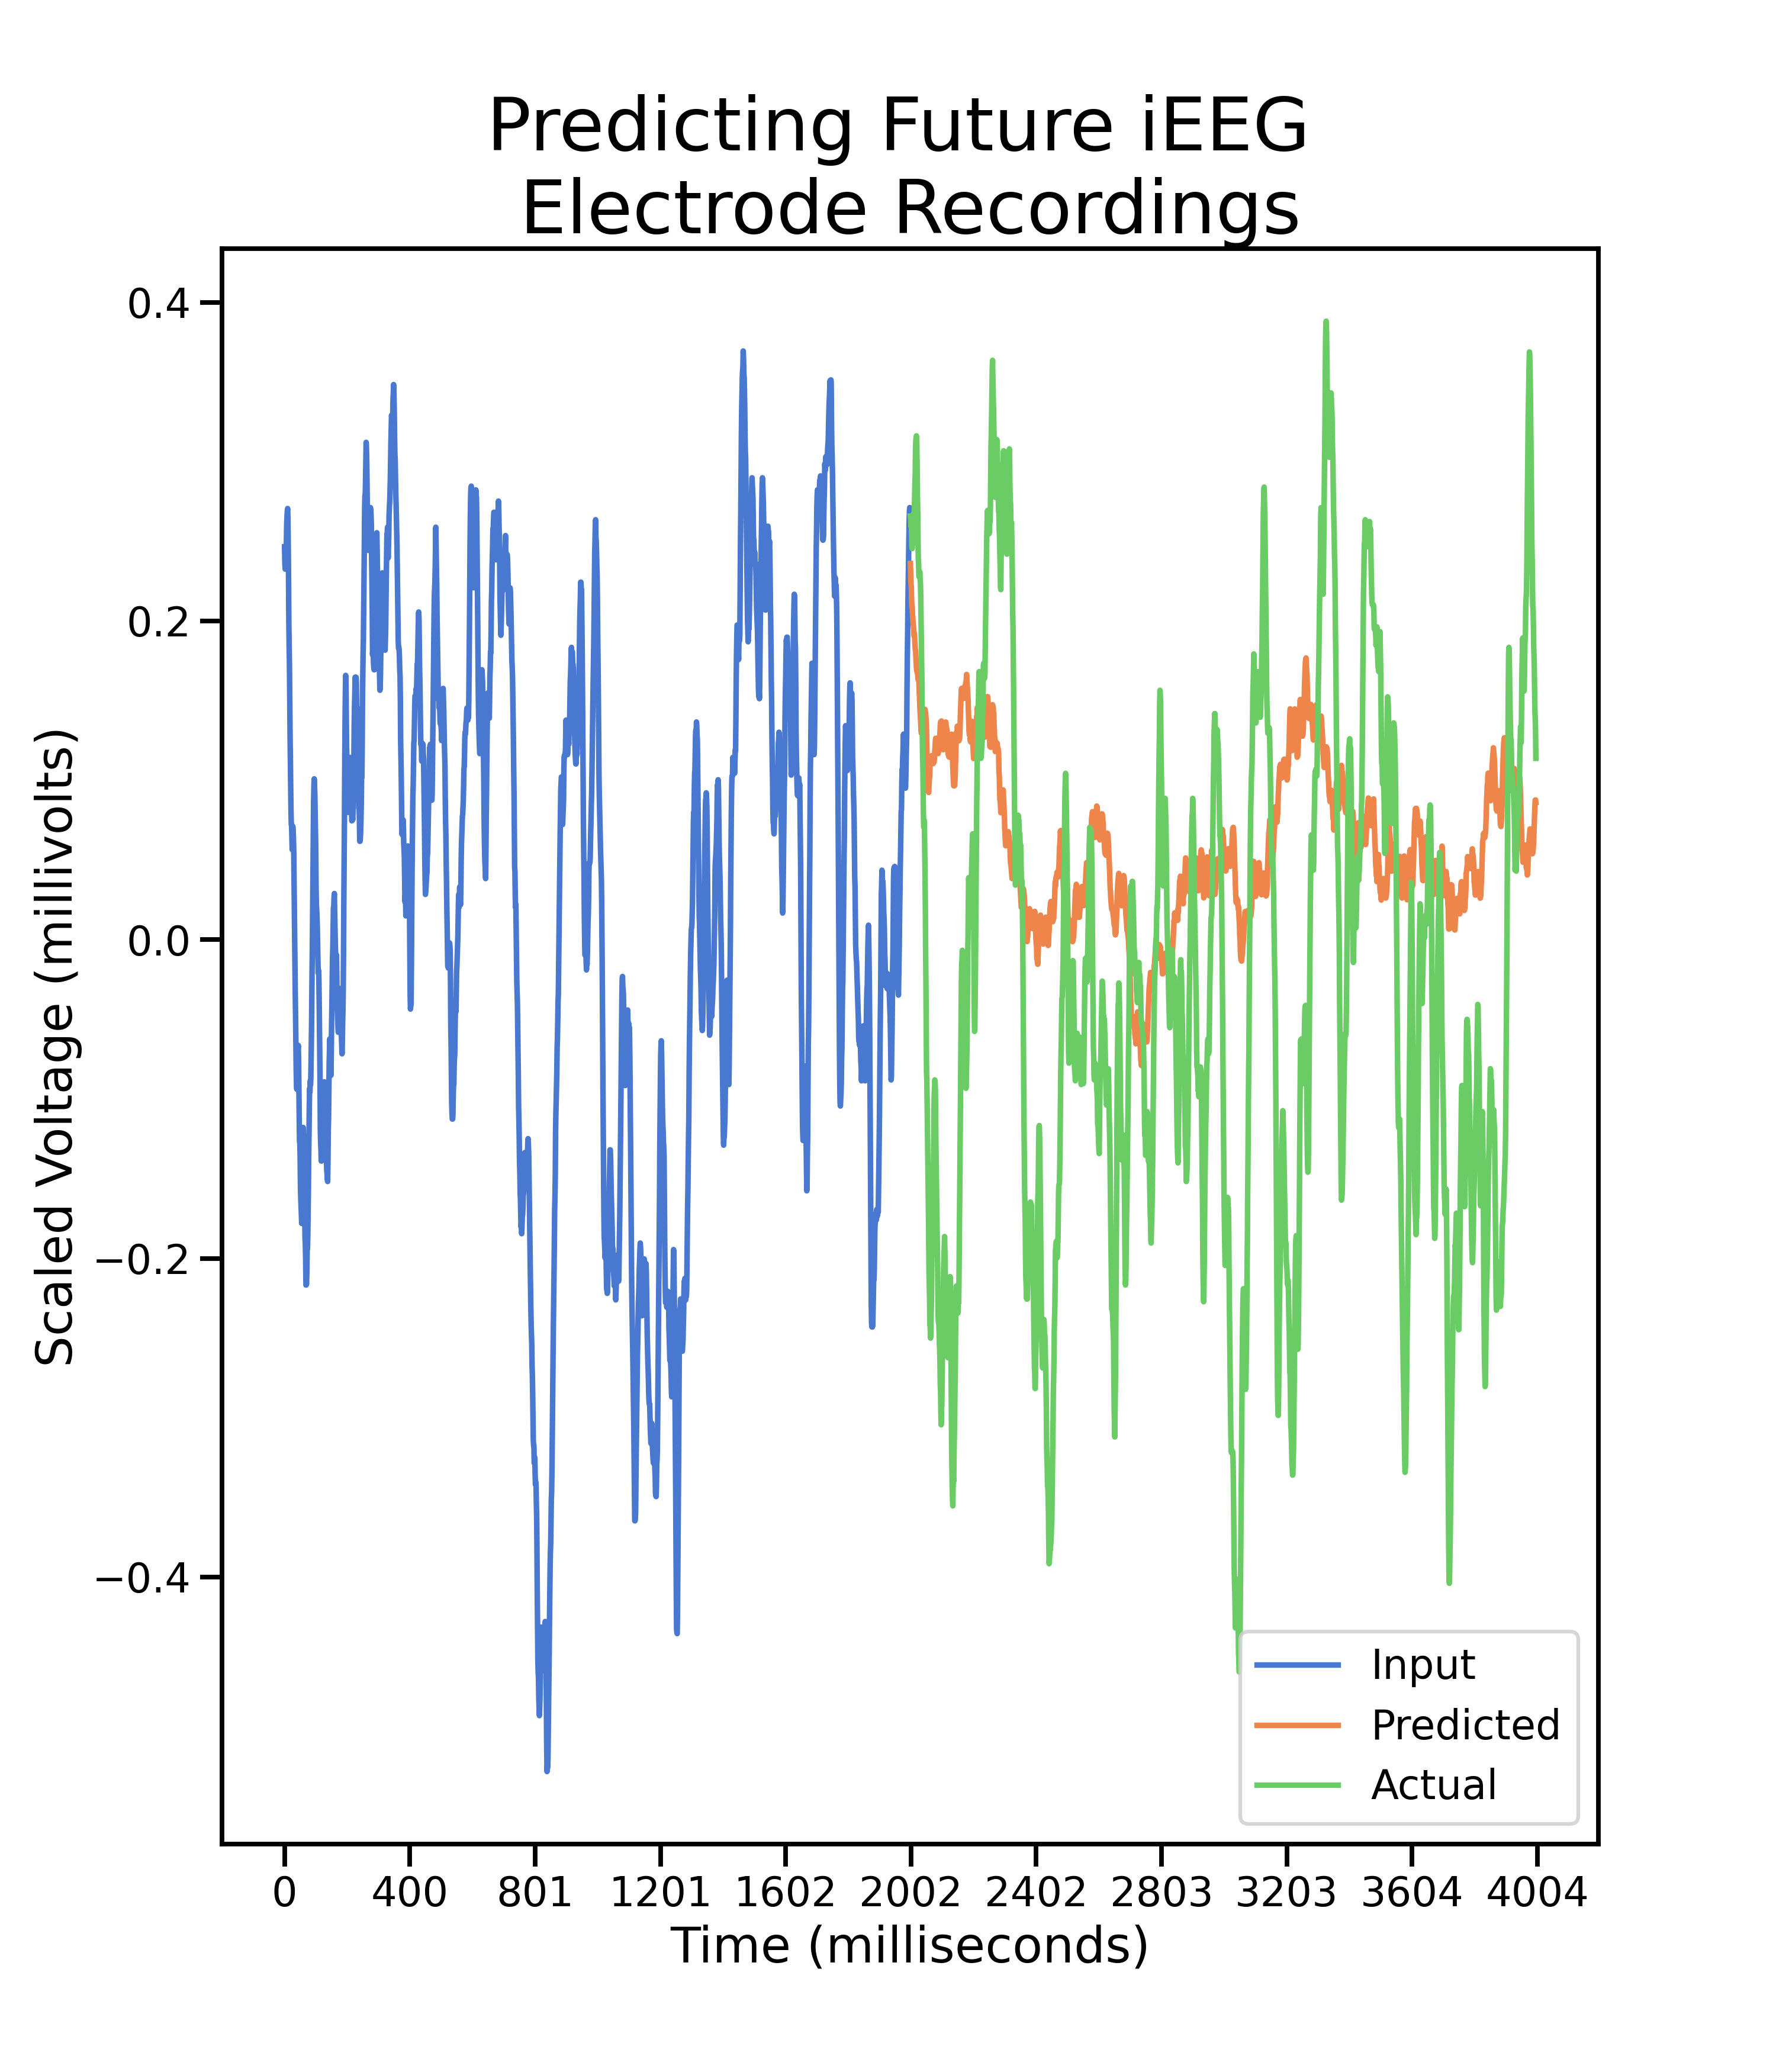 Predicting Future iEEG
Electrode Recordings
Scaled Voltage (millivolts)
0.4
0.2
0.0
−0.2
−0.4
Input
Predicted
Actual
0 400 801 1201 1602 2002 2402 2803 3203 3604 4004
Time (milliseconds)